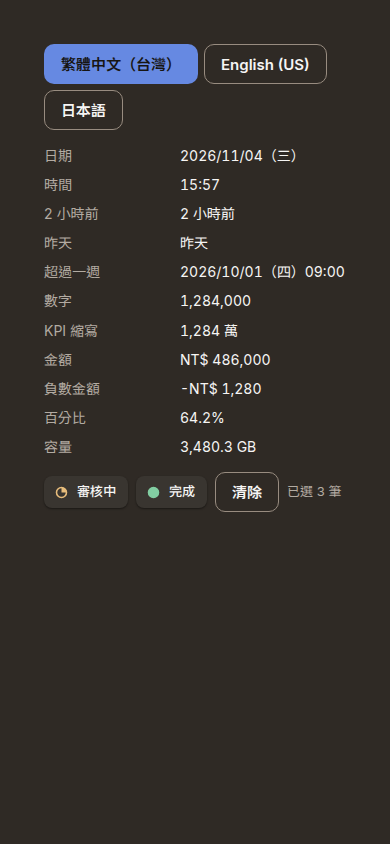 繁體中文（台灣） English (US)
日本語
日期 2026/11/04（三）
時間 15:57
2 小時前 2 小時前
昨天 昨天
超過一週 2026/10/01（四）09:00
數字 1,284,000
KPI 縮寫 1,284 萬
金額 NT$ 486,000
負數金額 -NT$ 1,280
百分比 64.2%
容量 3,480.3 GB
審核中 完成 清除 已選 3 筆